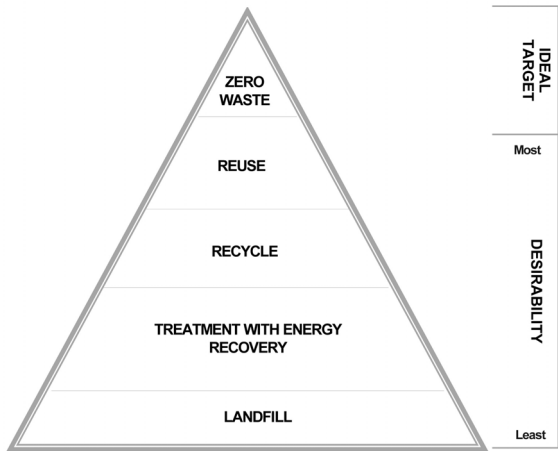 ZERO
WASTE
REUSE
RECYCLE
TREATMENT WITH ENERGY
RECOVERY
LANDFILL
IDEAL
TARGET
Most
DESIRABILITY
Least